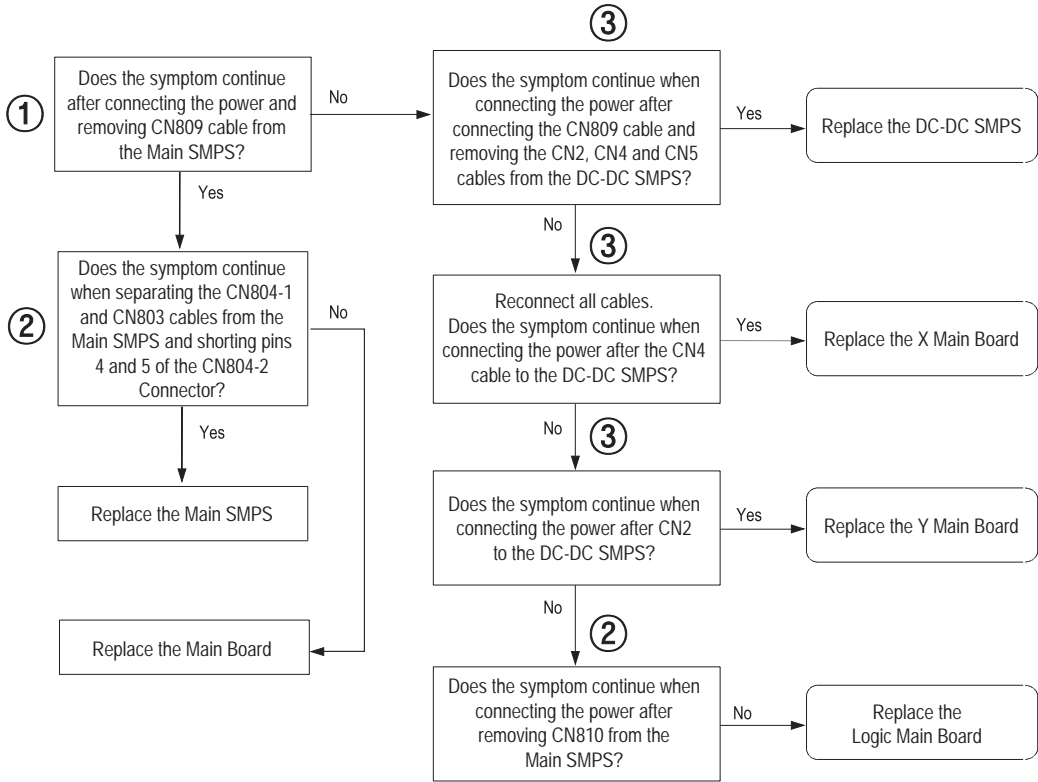 ③
①
Does the symptom continue
after connecting the power and
removing CN809 cable from
the Main SMPS?
No
Does the symptom continue when
connecting the power after
connecting the CN809 cable and
removing the CN2, CN4 and CN5
cables from the DC-DC SMPS?
Yes
Replace the DC-DC SMPS
Yes
No
③
②
Does the symptom continue
when separating the CN804-1
and CN803 cables from the
Main SMPS and shorting pins
4 and 5 of the CN804-2
Connector?
No
Reconnect all cables.
Does the symptom continue when
connecting the power after the CN4
cable to the DC-DC SMPS?
Yes
Replace the X Main Board
Yes
No
③
Replace the Main SMPS
Does the symptom continue when
connecting the power after CN2
to the DC-DC SMPS?
Yes
Replace the Y Main Board
No
②
Replace the Main Board
Does the symptom continue when
connecting the power after
removing CN810 from the
Main SMPS?
No
Replace the
Logic Main Board